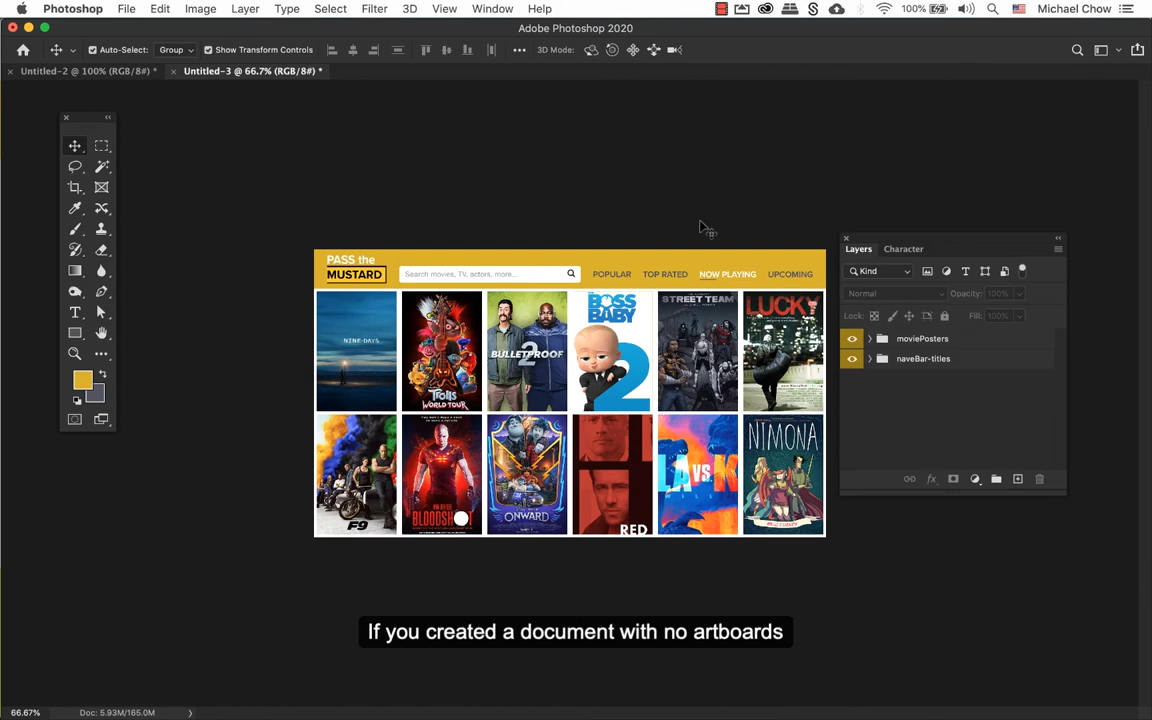 Photoshop File Edit Image Layer Type Select Filter 3D View Window Help 100% Michael Chow
Adobe Photoshop 2020
Auto-Select: Group Show Transform Controls 3D Mode:
Untitled-2 @ 100% (RGB/8#) * Untitled-3 @ 66.7% (RGB/8#) *
PASS the
MUSTARD
Search movies, TV, actors, more...
POPULAR TOP RATED NOW PLAYING UPCOMING
NINE DAYS
TROLLS
WORLD TOUR
BULLETPROOF
2
the
BOSS
BABY
2
STREET TEAM
LUCKY
F9
BLOODSHOT
ONWARD
RED
VS.
NIMONA
Layers Character
Kind
Normal Opacity: 100%
Lock: Fill: 100%
moviePosters
naveBar-titles
If you created a document with no artboards
66.67% Doc: 5.93M/165.0M